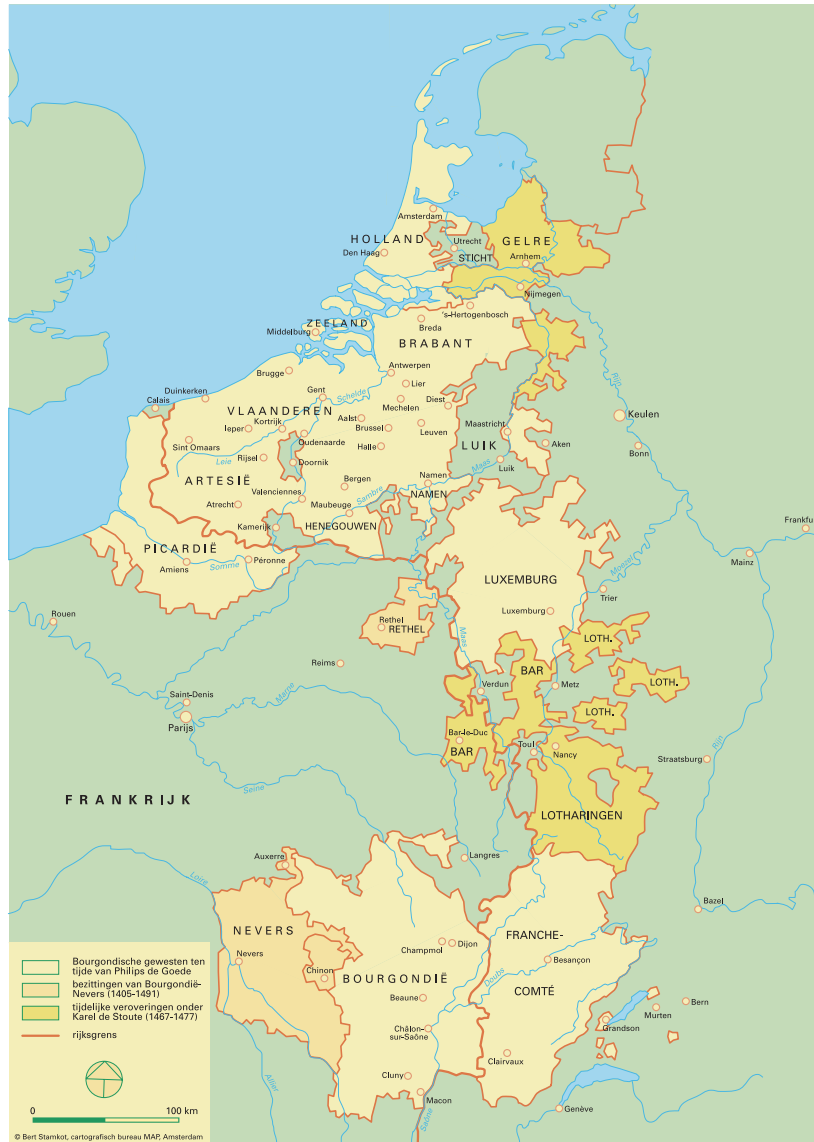 Amsterdam
HOLLAND
Utrecht
GELRE
Den Haag
STICHT
Arnhem
Nijmegen
's-Hertogenbosch
ZEELAND
Breda
Middelburg
BRABANT
Rijn
Brugge
Antwerpen
Duinkerken
Gent
Schelde
Lier
Calais
Mechelen
Diest
VLAANDEREN
Aalst
Keulen
Ieper
Kortrijk
Brussel
Leuven
Maastricht
Sint Omaars
Oudenaarde
Halle
LUIK
Aken
Leie
Rijsel
Doornik
Maas
Luik
Bonn
ARTESIË
Bergen
Namen
Valenciennes
Sambre
NAMEN
Atrecht
Maubeuge
Kamerijk
HENEGOUWEN
Frankfu
PICARDIË
Péronne
Mainz
Amiens
Somme
Moezel
LUXEMBURG
Trier
Rouen
Rethel
Luxemburg
RETHEL
Maas
LOTH.
Reims
BAR
LOTH.
Saint-Denis
Marne
Verdun
Metz
LOTH.
Parijs
Bar-le-Duc
Toul
BAR
Nancy
Straatsburg
Rijn
Seine
FRANKRIJK
LOTHARINGEN
Auxerre
Langres
Loire
Bazel
NEVERS
FRANCHE-
Champmol
Dijon
Nevers
Besançon
Chinon
BOURGONDIË
Doubs
COMTÉ
Beaune
Bern
Murten
Châlon-
sur-Saône
Grandson
Clairvaux
Cluny
Allier
Macon
Saône
Genève
Bourgondische gewesten ten
tijde van Philips de Goede
bezittingen van Bourgondië-
Nevers (1405-1491)
tijdelijke veroveringen onder
Karel de Stoute (1467-1477)
rijksgrens
0
100 km
© Bert Stamkot, cartografisch bureau MAP, Amsterdam